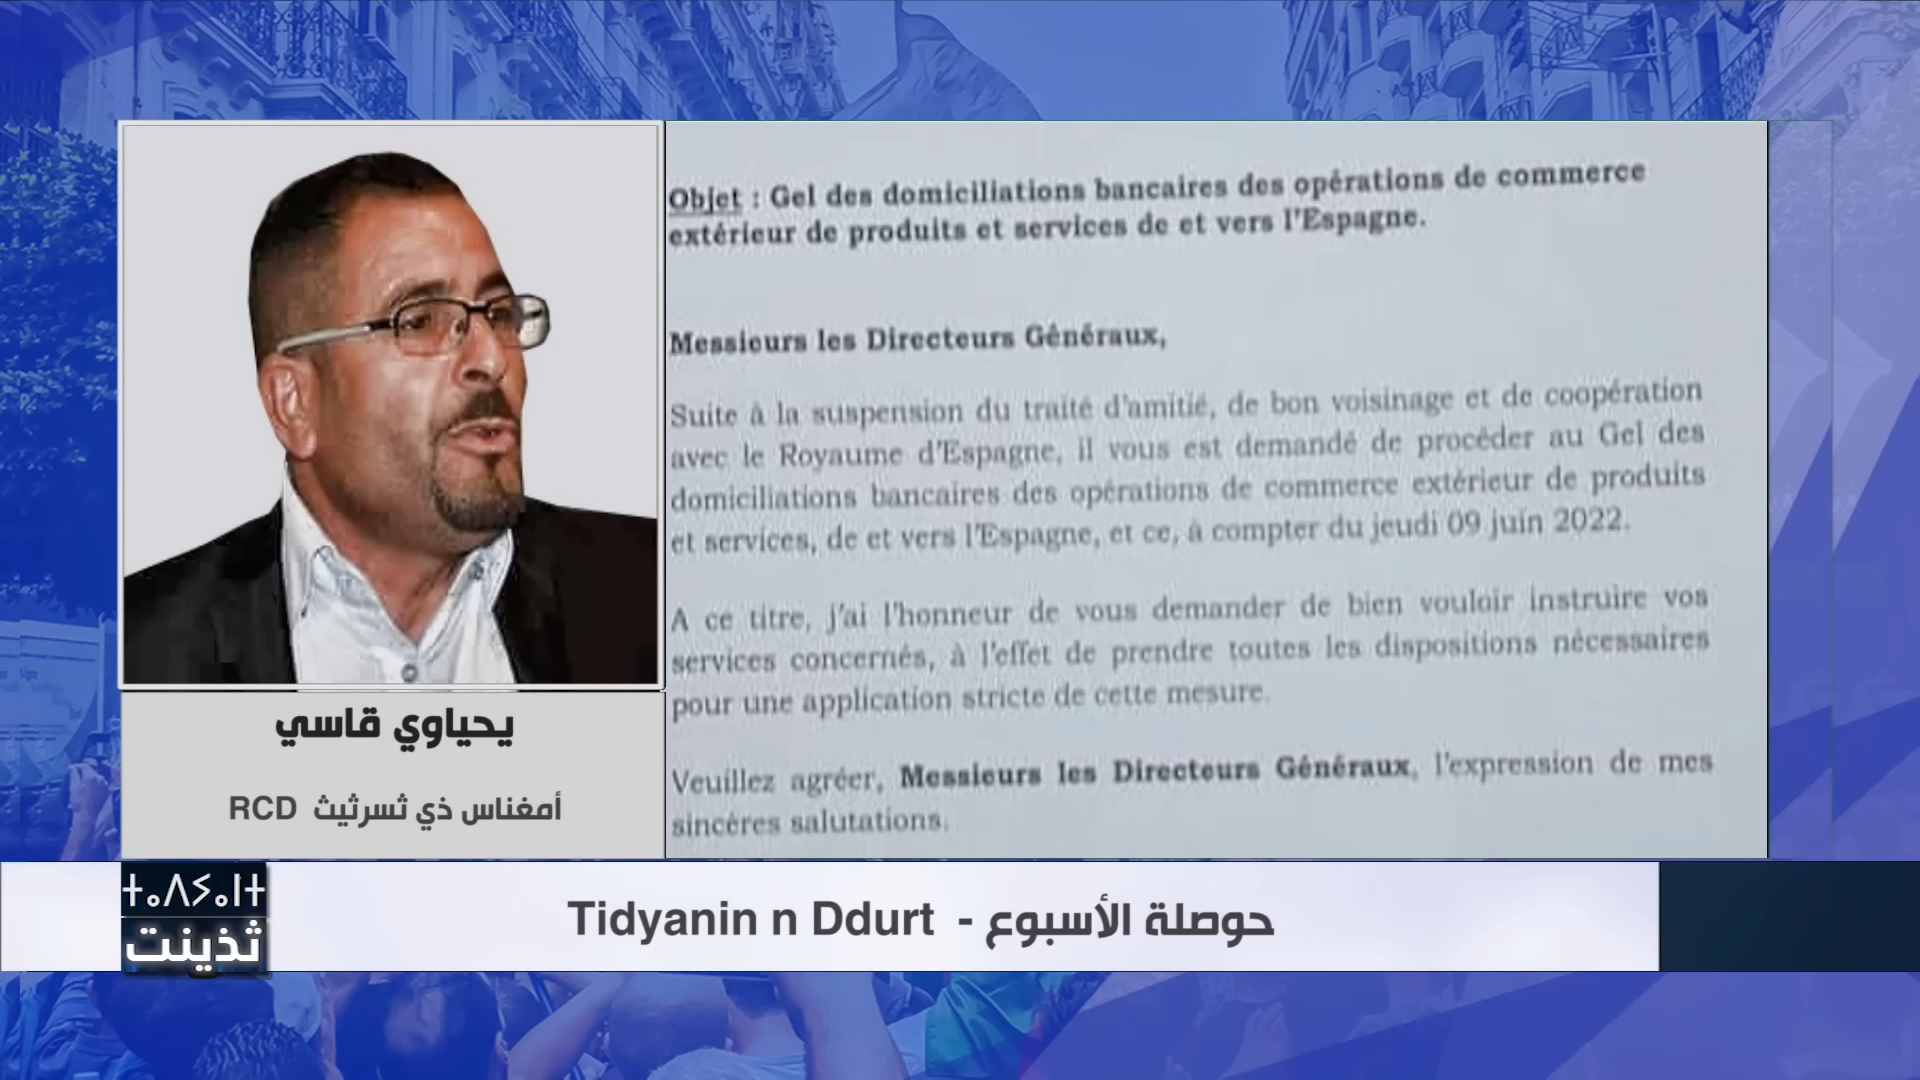 Objet : Gel des domiciliations bancaires des opérations de commerce
extérieur de produits et services de et vers l'Espagne.
Messieurs les Directeurs Généraux,
Suite à la suspension du traité d'amitié, de bon voisinage et de coopération
avec le Royaume d'Espagne, il vous est demandé de procéder au Gel des
domiciliations bancaires des opérations de commerce extérieur de produits
et services, de et vers l'Espagne, et ce, à compter du jeudi 09 juin 2022.
A ce titre, j'ai l'honneur de vous demander de bien vouloir instruire vos
services concernés, à l'effet de prendre toutes les dispositions nécessaires
pour une application stricte de cette mesure.
Veuillez agréer, Messieurs les Directeurs Généraux, l'expression de mes
sincères salutations.
يحياوي قاسي
أمغناس ذي ثسرثيث RCD
ⵜⴰⴷⵢⴰⵏⵜ
ثذينت
حوصلة الأسبوع - Tidyanin n Ddurt